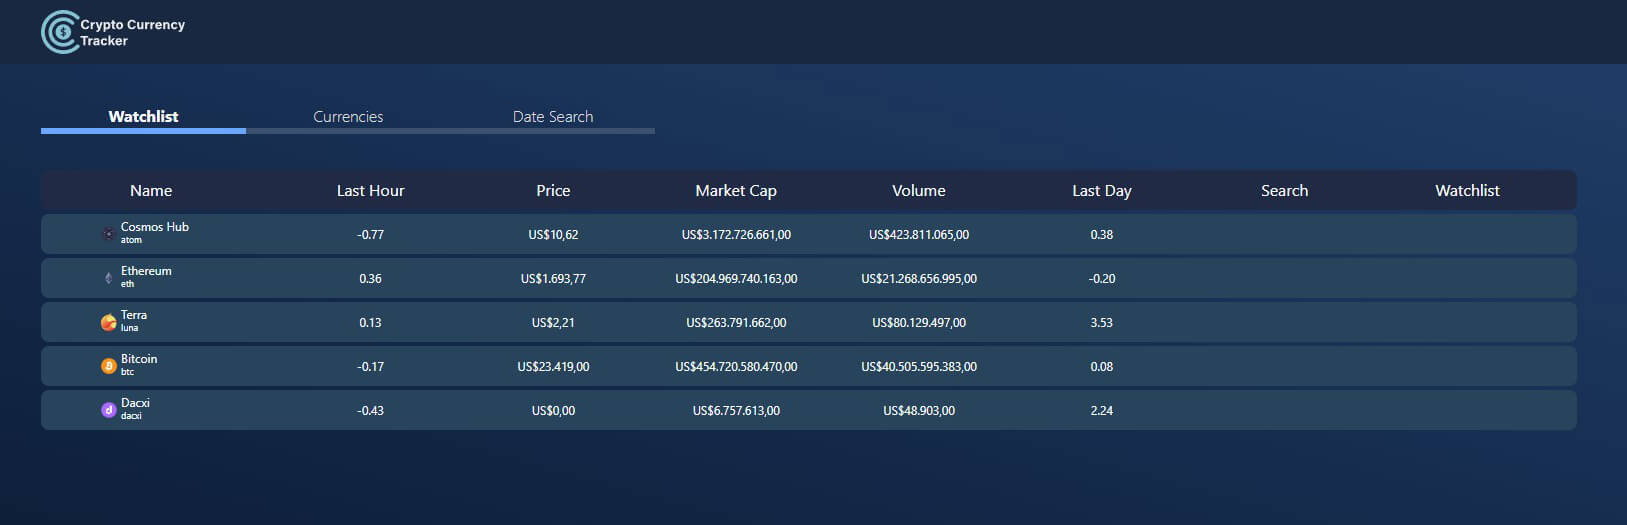 Crypto Currency
Tracker
Watchlist Currencies Date Search
Name Last Hour Price Market Cap Volume Last Day Search Watchlist
Cosmos Hub
atom
-0.77 US$10,62 US$3.172.726.661,00 US$423.811.065,00 0.38
Ethereum
eth
0.36 US$1.693,77 US$204.969.740.163,00 US$21.268.656.995,00 -0.20
Terra
luna
0.13 US$2,21 US$263.791.662,00 US$80.129.497,00 3.53
Bitcoin
btc
-0.17 US$23.419,00 US$454.720.580.470,00 US$40.505.595.383,00 0.08
Dacxi
dacxi
-0.43 US$0,00 US$6.757.613,00 US$48.903,00 2.24